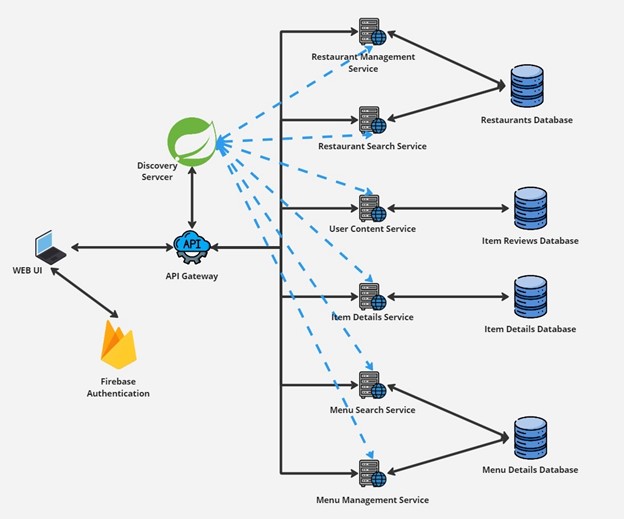 Restaurant Management
Service
Restaurants Database
Restaurant Search Service
Discovery
Servcer
User Content Service
Item Reviews Database
WEB UI
API
API Gateway
Item Details Service
Item Details Database
Firebase
Authentication
Menu Search Service
Menu Details Database
Menu Management Service